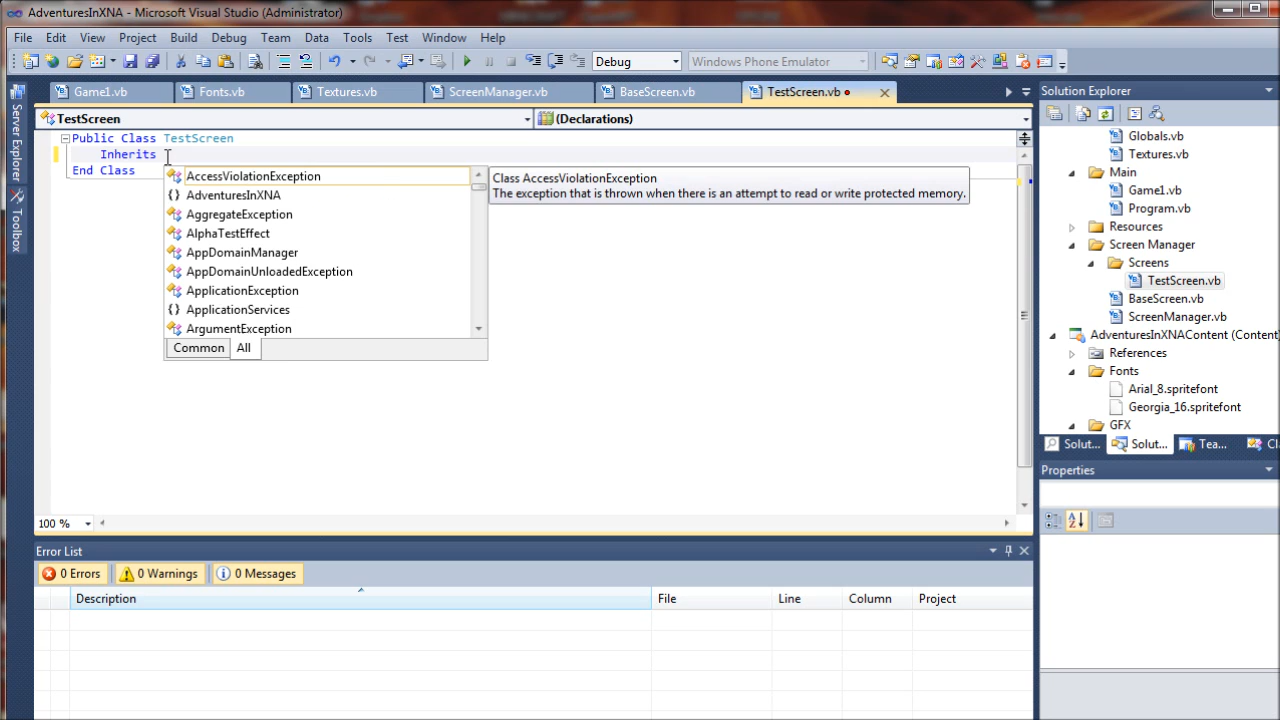 AdventuresInXNA - Microsoft Visual Studio (Administrator)
File Edit View Project Build Debug Team Data Tools Test Window Help
Debug Windows Phone Emulator
Game1.vb Fonts.vb Textures.vb ScreenManager.vb BaseScreen.vb TestScreen.vb
Solution Explorer
TestScreen (Declarations)
Public Class TestScreen
Inherits
End Class
AccessViolationException
{} AdventuresInXNA
AggregateException
AlphaTestEffect
AppDomainManager
AppDomainUnloadedException
ApplicationException
{} ApplicationServices
ArgumentException
Common All
Class AccessViolationException
The exception that is thrown when there is an attempt to read or write protected memory.
Server Explorer
Toolbox
Globals.vb
Textures.vb
Main
Game1.vb
Program.vb
Resources
Screen Manager
Screens
TestScreen.vb
BaseScreen.vb
ScreenManager.vb
AdventuresInXNAContent (Content)
References
Fonts
Arial_8.spritefont
Georgia_16.spritefont
GFX
Solut... Solut... Tea... Cl
Properties
100 %
Error List
0 Errors 0 Warnings 0 Messages
Description File Line Column Project